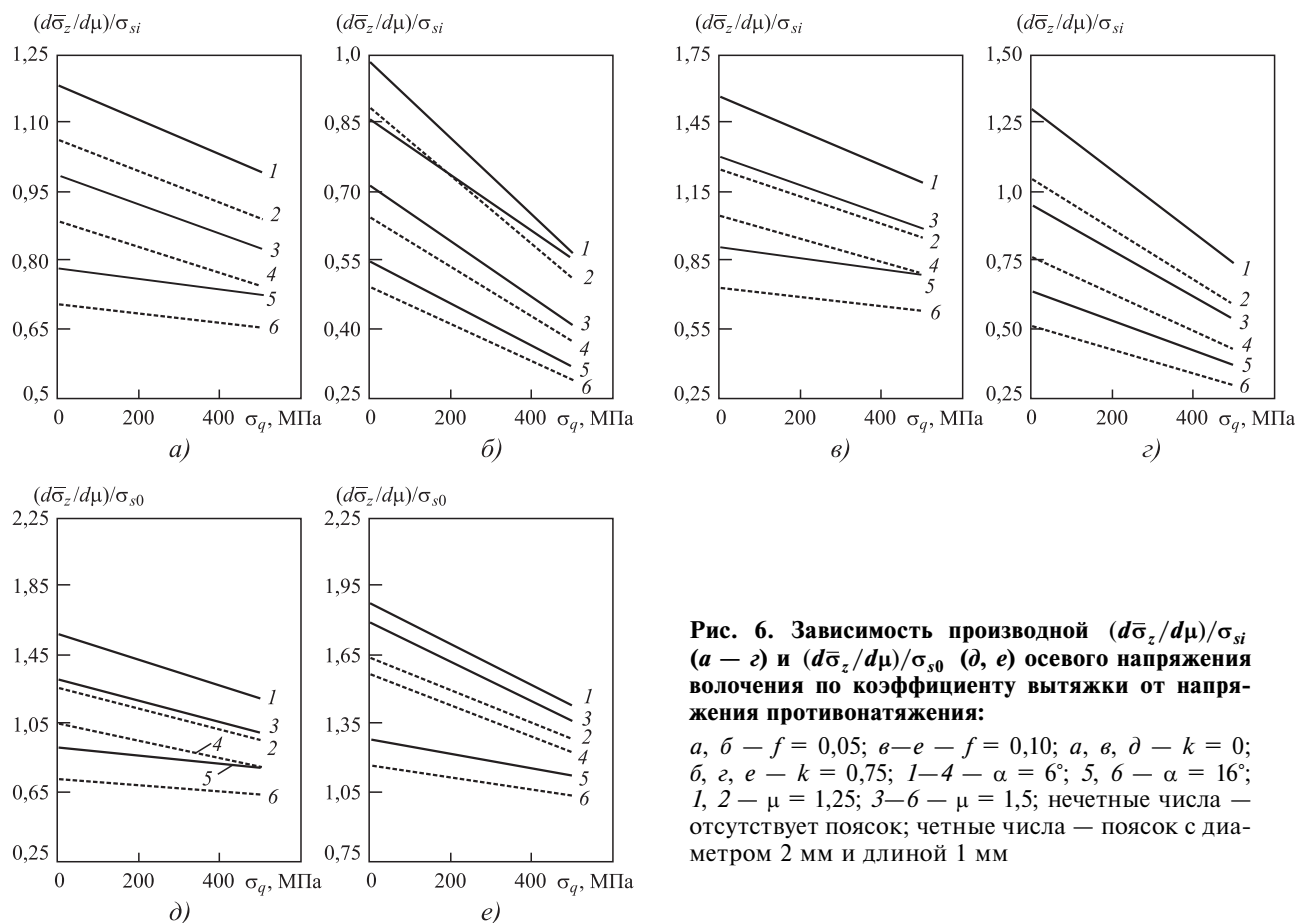 (dσ̅z/dμ)/σsi
1,25
1,10
0,95
0,80
0,65
0,5
1
2
3
4
5
6
0 200 400 σq, МПа
а)
(dσ̅z/dμ)/σsi
1,0
0,85
0,70
0,55
0,40
0,25
1
2
3
4
5
6
0 200 400 σq, МПа
б)
(dσ̅z/dμ)/σsi
1,75
1,45
1,15
0,85
0,55
0,25
1
3
2
4
5
6
0 200 400 σq, МПа
в)
(dσ̅z/dμ)/σsi
1,50
1,25
1,0
0,75
0,50
0,25
1
2
3
4
5
6
0 200 400 σq, МПа
г)
(dσ̅z/dμ)/σs0
2,25
1,85
1,45
1,05
0,65
0,25
1
3
2
4
5
6
0 200 400 σq, МПа
д)
(dσ̅z/dμ)/σs0
2,25
1,95
1,65
1,35
1,05
0,75
1
3
2
4
5
6
0 200 400 σq, МПа
е)
Рис. 6. Зависимость производной (dσ̅z/dμ)/σsi
(а — г) и (dσ̅z/dμ)/σs0 (д, е) осевого напряжения
волочения по коэффициенту вытяжки от напря-
жения противонатяжения:
а, б — f = 0,05; в—е — f = 0,10; а, в, д — k = 0;
б, г, е — k = 0,75; 1—4 — α = 6°; 5, 6 — α = 16°;
1, 2 — μ = 1,25; 3—6 — μ = 1,5; нечетные числа —
отсутствует поясок; четные числа — поясок с диа-
метром 2 мм и длиной 1 мм